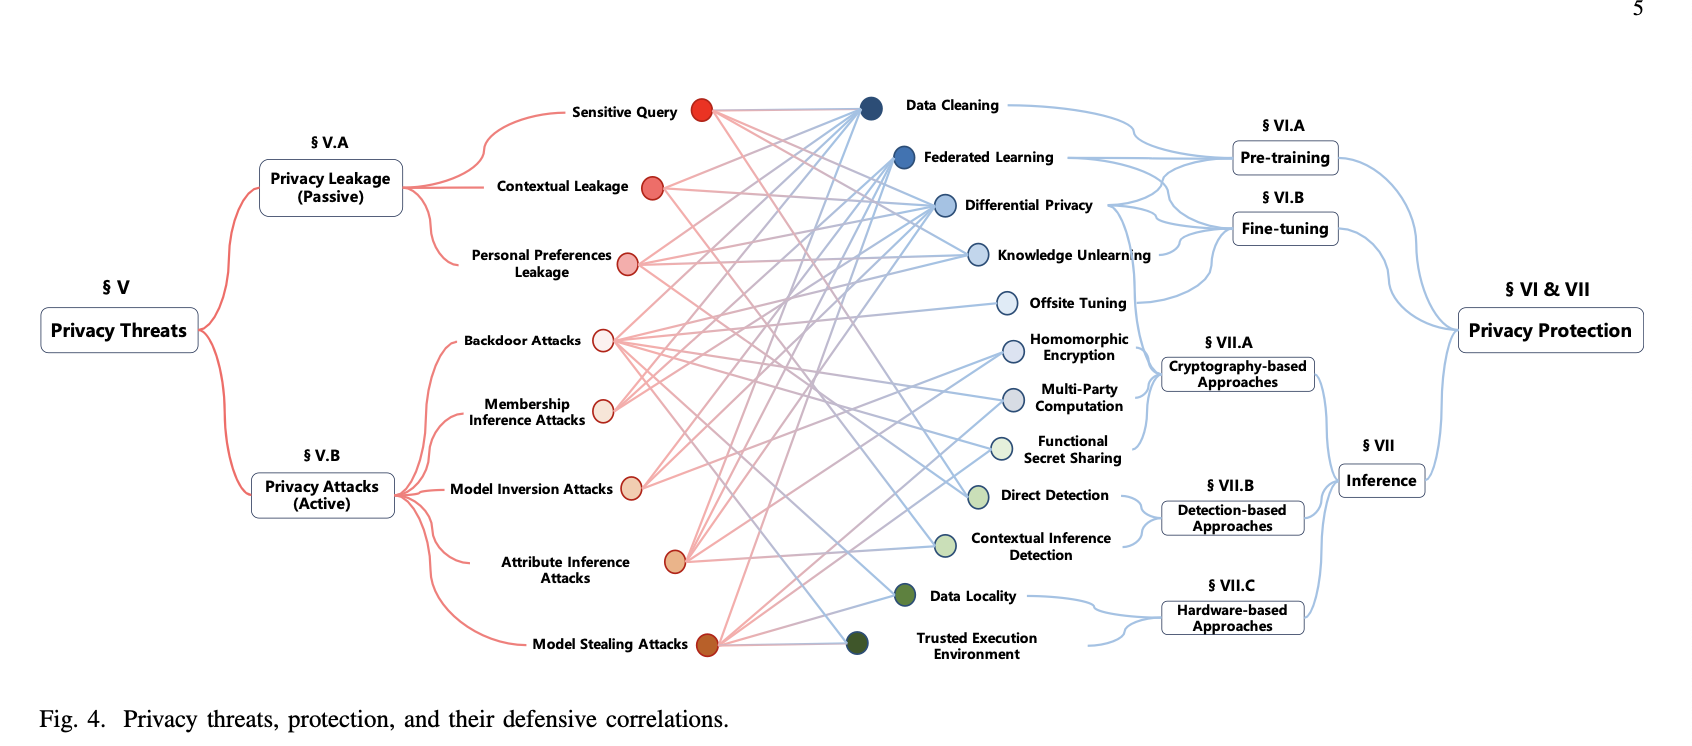 5
§ V
Privacy Threats
§ V.A
Privacy Leakage
(Passive)
§ V.B
Privacy Attacks
(Active)
Sensitive Query
Contextual Leakage
Personal Preferences
Leakage
Backdoor Attacks
Membership
Inference Attacks
Model Inversion Attacks
Attribute Inference
Attacks
Model Stealing Attacks
Data Cleaning
Federated Learning
Differential Privacy
Knowledge Unlearning
Offsite Tuning
Homomorphic
Encryption
Multi-Party
Computation
Functional
Secret Sharing
Direct Detection
Contextual Inference
Detection
Data Locality
Trusted Execution
Environment
§ VI.A
Pre-training
§ VI.B
Fine-tuning
§ VII.A
Cryptography-based
Approaches
§ VII.B
Detection-based
Approaches
§ VII.C
Hardware-based
Approaches
§ VII
Inference
§ VI & VII
Privacy Protection
Fig. 4. Privacy threats, protection, and their defensive correlations.